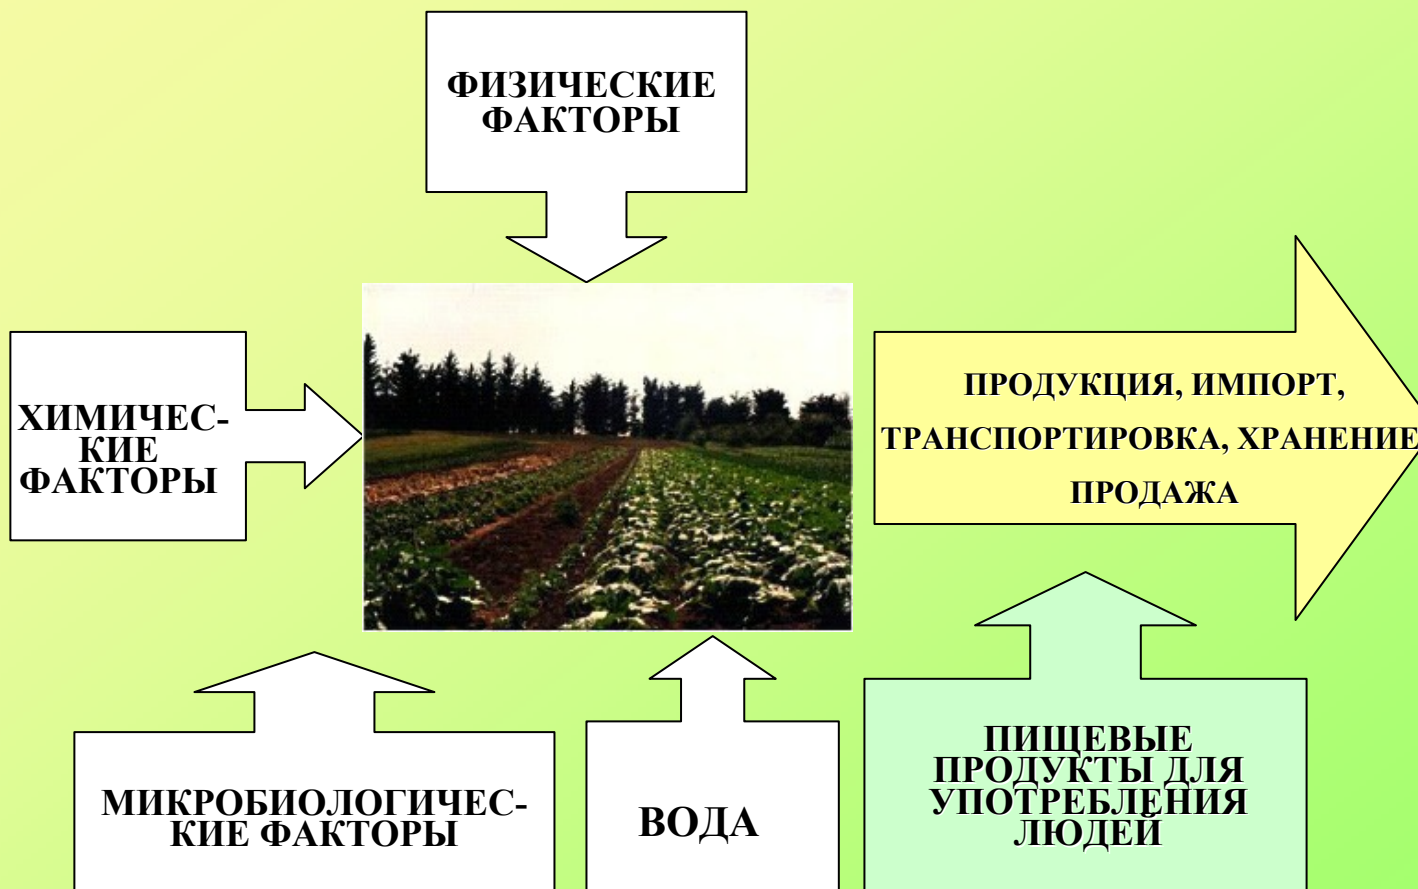 ФИЗИЧЕСКИЕ
ФАКТОРЫ
ХИМИЧЕС-
КИЕ
ФАКТОРЫ
ПРОДУКЦИЯ, ИМПОРТ,
ТРАНСПОРТИРОВКА, ХРАНЕНИЕ
ПРОДАЖА
МИКРОБИОЛОГИЧЕС-
КИЕ ФАКТОРЫ
ВОДА
ПИЩЕВЫЕ
ПРОДУКТЫ ДЛЯ
УПОТРЕБЛЕНИЯ
ЛЮДЕЙ